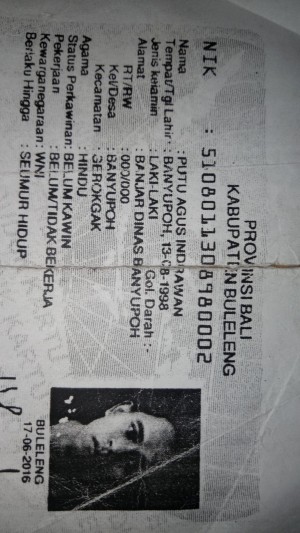 PROVINSI BALI
KABUPATEN BULELENG
NIK : 5108011308980002
Nama : PUTU AGUS INDRAWAN
Tempat/Tgl Lahir : BANYUPOH, 13-08-1998
Jenis kelamin : LAKI-LAKI Gol. Darah : -
Alamat : BANJAR DINAS BANYUPOH
RT/RW : 000/000
Kel/Desa : BANYUPOH
Kecamatan : GEROKGAK
Agama : HINDU
Status Perkawinan: BELUM KAWIN
Pekerjaan : BELUM/TIDAK BEKERJA
Kewarganegaraan: WNI
Berlaku Hingga : SEUMUR HIDUP
BULELENG
17-06-2016